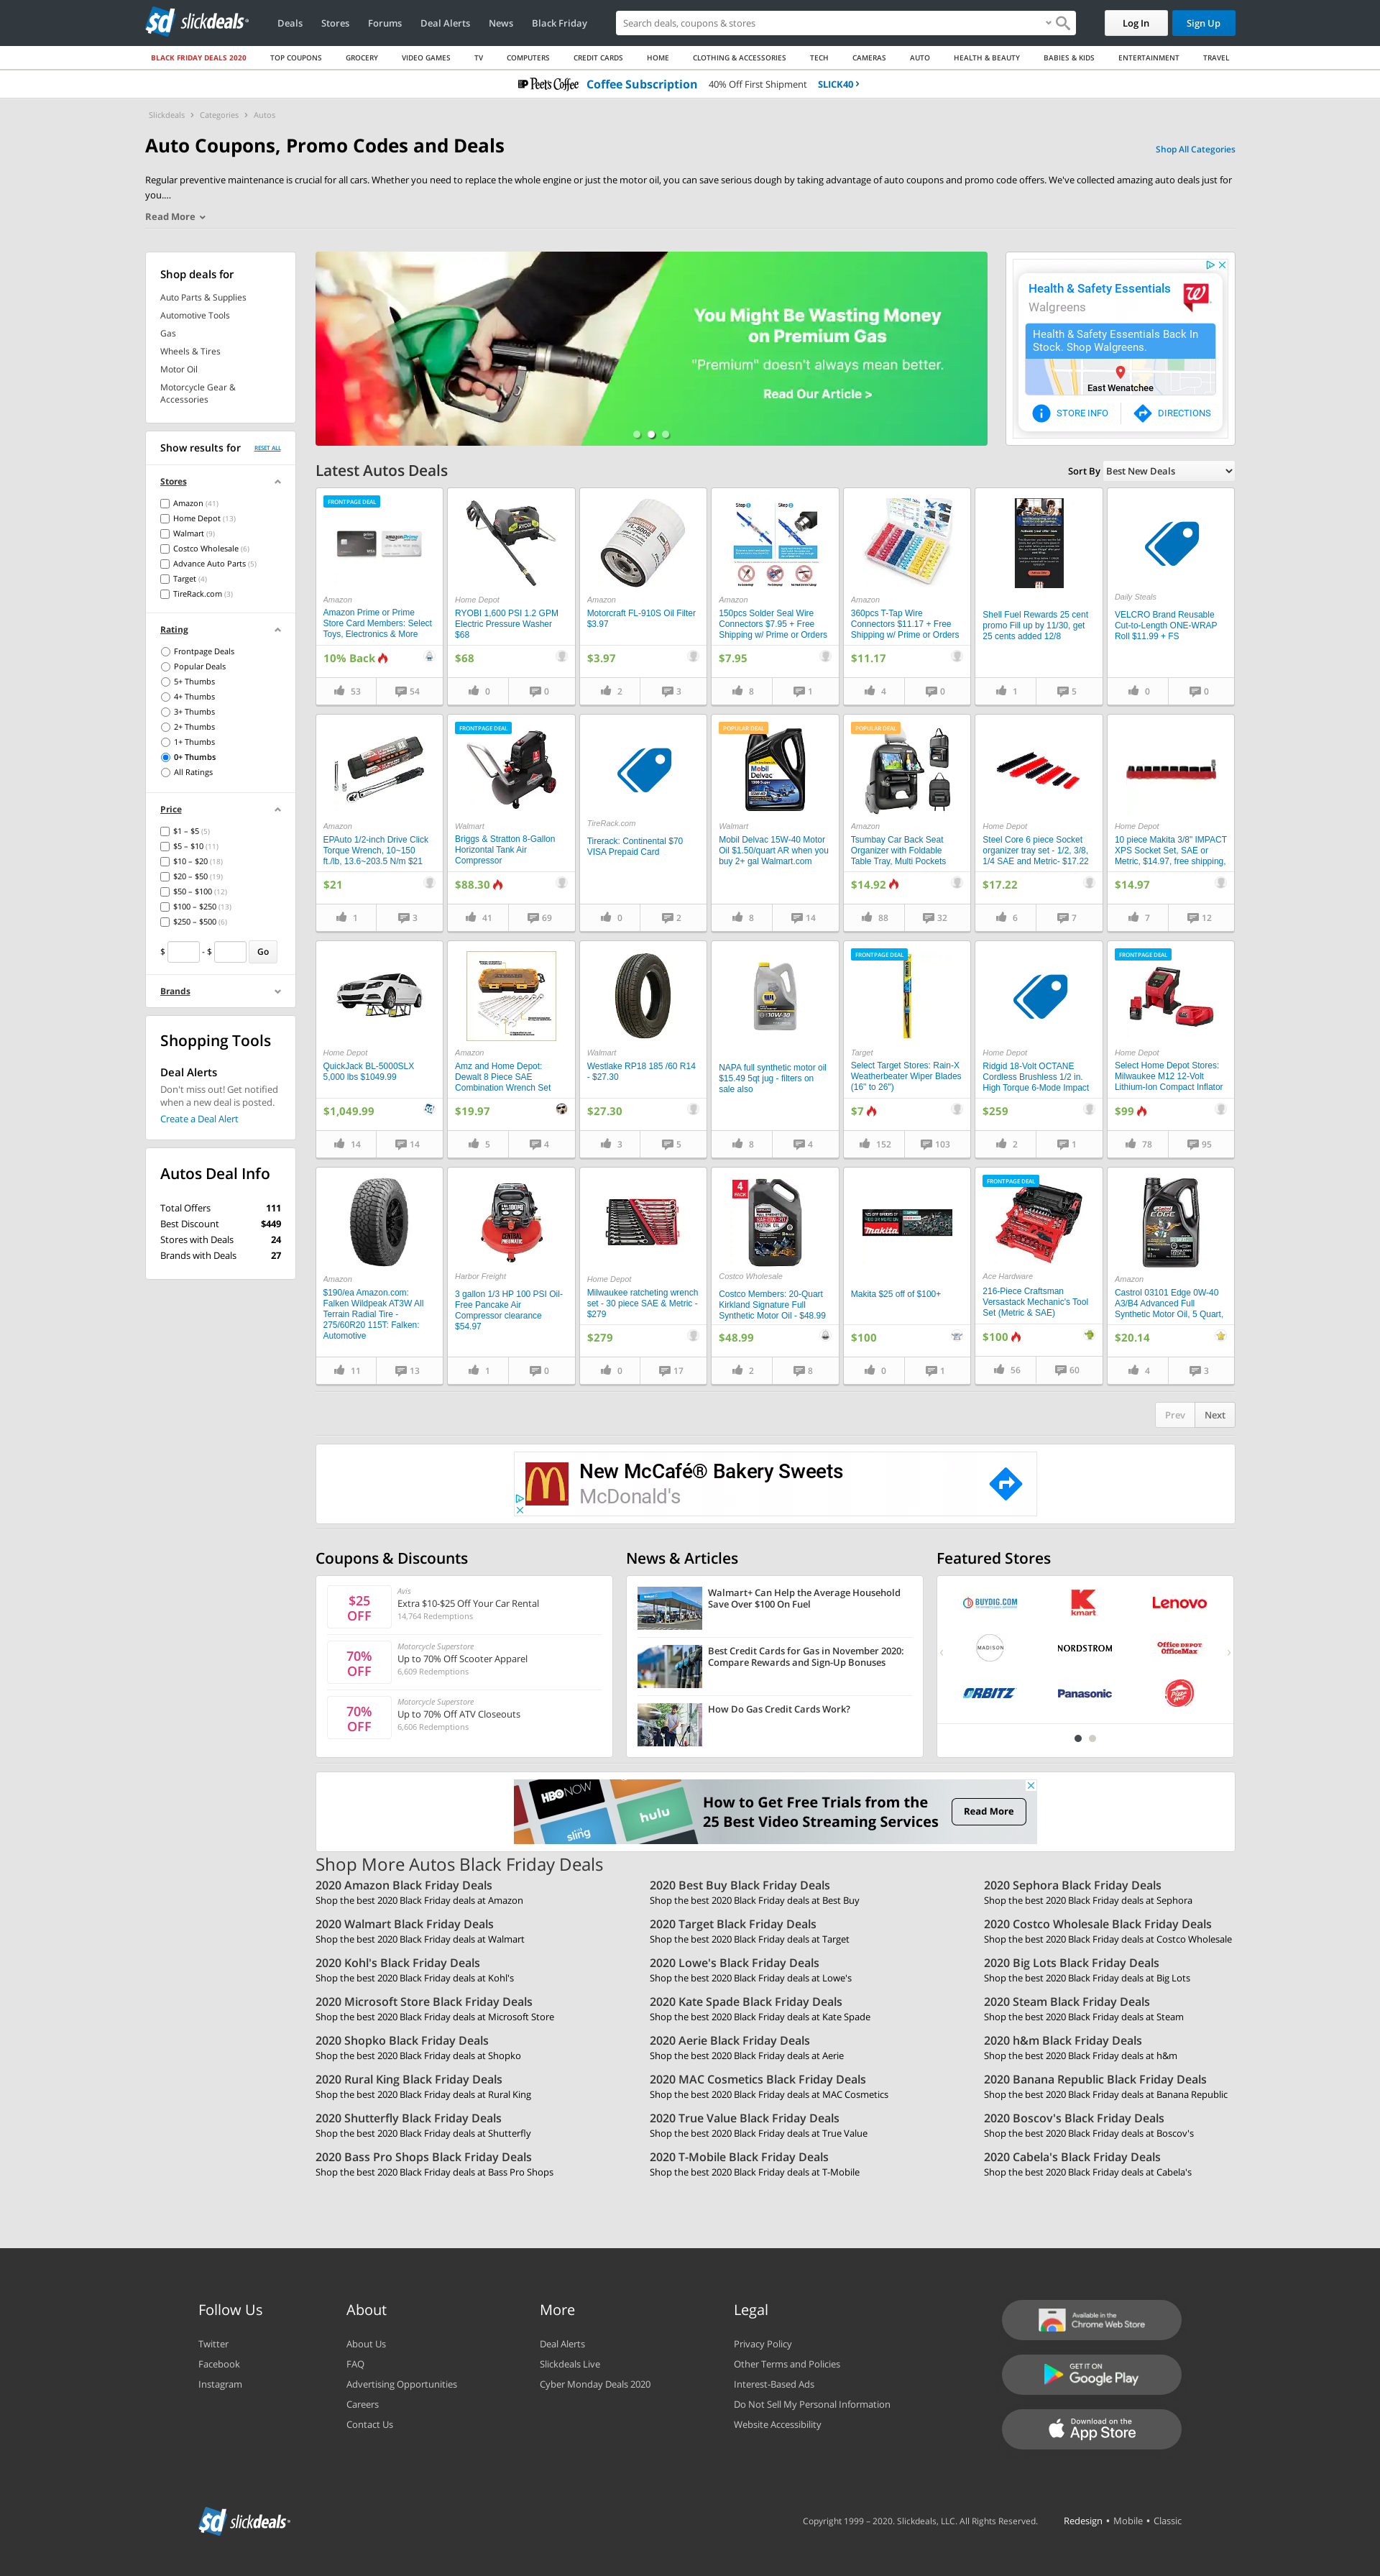 slickdeals
Deals Stores Forums Deal Alerts News Black Friday
Search deals, coupons & stores
Log In Sign Up
BLACK FRIDAY DEALS 2020 TOP COUPONS GROCERY VIDEO GAMES TV COMPUTERS CREDIT CARDS HOME CLOTHING & ACCESSORIES TECH CAMERAS AUTO HEALTH & BEAUTY BABIES & KIDS ENTERTAINMENT TRAVEL
Peet's Coffee Coffee Subscription 40% Off First Shipment SLICK40 >
Slickdeals > Categories > Autos
Auto Coupons, Promo Codes and Deals
Shop All Categories
Regular preventive maintenance is crucial for all cars. Whether you need to replace the whole engine or just the motor oil, you can save serious dough by taking advantage of auto coupons and promo code offers. We've collected amazing auto deals just for
you....
Read More
Shop deals for
Auto Parts & Supplies
Automotive Tools
Gas
Wheels & Tires
Motor Oil
Motorcycle Gear &
Accessories
Show results for RESET ALL
Stores
Amazon (41)
Home Depot (13)
Walmart (9)
Costco Wholesale (6)
Advance Auto Parts (5)
Target (4)
TireRack.com (3)
Rating
Frontpage Deals
Popular Deals
5+ Thumbs
4+ Thumbs
3+ Thumbs
2+ Thumbs
1+ Thumbs
0+ Thumbs
All Ratings
Price
$1 – $5 (5)
$5 – $10 (11)
$10 – $20 (18)
$20 – $50 (19)
$50 – $100 (12)
$100 – $250 (13)
$250 – $500 (6)
$ - $ Go
Brands
Shopping Tools
Deal Alerts
Don't miss out! Get notified
when a new deal is posted.
Create a Deal Alert
Autos Deal Info
Total Offers 111
Best Discount $449
Stores with Deals 24
Brands with Deals 27
You Might Be Wasting Money
on Premium Gas
"Premium" doesn't always mean better.
Read Our Article >
Health & Safety Essentials
Walgreens
Health & Safety Essentials Back In
Stock. Shop Walgreens.
East Wenatchee
STORE INFO DIRECTIONS
Latest Autos Deals
Sort By Best New Deals
FRONTPAGE DEAL
Amazon
Amazon Prime or Prime
Store Card Members: Select
Toys, Electronics & More
10% Back
53 54
Home Depot
RYOBI 1,600 PSI 1.2 GPM
Electric Pressure Washer
$68
$68
0 0
Amazon
Motorcraft FL-910S Oil Filter
$3.97
$3.97
2 3
Amazon
150pcs Solder Seal Wire
Connectors $7.95 + Free
Shipping w/ Prime or Orders
$7.95
8 1
Amazon
360pcs T-Tap Wire
Connectors $11.17 + Free
Shipping w/ Prime or Orders
$11.17
4 0
Shell Fuel Rewards 25 cent
promo Fill up by 11/30, get
25 cents added 12/8
1 5
Daily Steals
VELCRO Brand Reusable
Cut-to-Length ONE-WRAP
Roll $11.99 + FS
0 0
Amazon
EPAuto 1/2-inch Drive Click
Torque Wrench, 10~150
ft./lb, 13.6~203.5 N/m $21
$21
1 3
FRONTPAGE DEAL
Walmart
Briggs & Stratton 8-Gallon
Horizontal Tank Air
Compressor
$88.30
41 69
TireRack.com
Tirerack: Continental $70
VISA Prepaid Card
0 2
POPULAR DEAL
Mobil Delvac
Walmart
Mobil Delvac 15W-40 Motor
Oil $1.50/quart AR when you
buy 2+ gal Walmart.com
8 14
POPULAR DEAL
Amazon
Tsumbay Car Back Seat
Organizer with Foldable
Table Tray, Multi Pockets
$14.92
88 32
Home Depot
Steel Core 6 piece Socket
organizer tray set - 1/2, 3/8,
1/4 SAE and Metric- $17.22
$17.22
6 7
Home Depot
10 piece Makita 3/8" IMPACT
XPS Socket Set, SAE or
Metric, $14.97, free shipping,
$14.97
7 12
Home Depot
QuickJack BL-5000SLX
5,000 lbs $1049.99
$1,049.99
14 14
Amazon
Amz and Home Depot:
Dewalt 8 Piece SAE
Combination Wrench Set
$19.97
5 4
Walmart
Westlake RP18 185 /60 R14
- $27.30
$27.30
3 5
NAPA full synthetic motor oil
$15.49 5qt jug - filters on
sale also
8 4
FRONTPAGE DEAL
Target
Select Target Stores: Rain-X
Weatherbeater Wiper Blades
(16" to 26")
$7
152 103
Home Depot
Ridgid 18-Volt OCTANE
Cordless Brushless 1/2 in.
High Torque 6-Mode Impact
$259
2 1
FRONTPAGE DEAL
Home Depot
Select Home Depot Stores:
Milwaukee M12 12-Volt
Lithium-Ion Compact Inflator
$99
78 95
Amazon
$190/ea Amazon.com:
Falken Wildpeak AT3W All
Terrain Radial Tire -
275/60R20 115T: Falken:
Automotive
11 13
Harbor Freight
3 gallon 1/3 HP 100 PSI Oil-
Free Pancake Air
Compressor clearance
$54.97
1 0
Home Depot
Milwaukee ratcheting wrench
set - 30 piece SAE & Metric -
$279
$279
0 17
4
Costco Wholesale
Costco Members: 20-Quart
Kirkland Signature Full
Synthetic Motor Oil - $48.99
$48.99
2 8
makita
Makita $25 off of $100+
$100
0 1
FRONTPAGE DEAL
Ace Hardware
216-Piece Craftsman
Versastack Mechanic's Tool
Set (Metric & SAE)
$100
56 60
EDGE
Amazon
Castrol 03101 Edge 0W-40
A3/B4 Advanced Full
Synthetic Motor Oil, 5 Quart,
$20.14
4 3
Prev Next
New McCafé® Bakery Sweets
McDonald's
Coupons & Discounts
$25
OFF
Avis
Extra $10-$25 Off Your Car Rental
14,764 Redemptions
70%
OFF
Motorcycle Superstore
Up to 70% Off Scooter Apparel
6,609 Redemptions
70%
OFF
Motorcycle Superstore
Up to 70% Off ATV Closeouts
6,606 Redemptions
News & Articles
Walmart+ Can Help the Average Household
Save Over $100 On Fuel
Best Credit Cards for Gas in November 2020:
Compare Rewards and Sign-Up Bonuses
How Do Gas Credit Cards Work?
Featured Stores
BUYDIG.COM kmart Lenovo
MADISON NORDSTROM Office DEPOT OfficeMax
ORBITZ Panasonic Pizza Hut
HBO NOW
hulu
sling
How to Get Free Trials from the
25 Best Video Streaming Services
Read More
Shop More Autos Black Friday Deals
2020 Amazon Black Friday Deals 2020 Best Buy Black Friday Deals 2020 Sephora Black Friday Deals
Shop the best 2020 Black Friday deals at Amazon Shop the best 2020 Black Friday deals at Best Buy Shop the best 2020 Black Friday deals at Sephora
2020 Walmart Black Friday Deals 2020 Target Black Friday Deals 2020 Costco Wholesale Black Friday Deals
Shop the best 2020 Black Friday deals at Walmart Shop the best 2020 Black Friday deals at Target Shop the best 2020 Black Friday deals at Costco Wholesale
2020 Kohl's Black Friday Deals 2020 Lowe's Black Friday Deals 2020 Big Lots Black Friday Deals
Shop the best 2020 Black Friday deals at Kohl's Shop the best 2020 Black Friday deals at Lowe's Shop the best 2020 Black Friday deals at Big Lots
2020 Microsoft Store Black Friday Deals 2020 Kate Spade Black Friday Deals 2020 Steam Black Friday Deals
Shop the best 2020 Black Friday deals at Microsoft Store Shop the best 2020 Black Friday deals at Kate Spade Shop the best 2020 Black Friday deals at Steam
2020 Shopko Black Friday Deals 2020 Aerie Black Friday Deals 2020 h&m Black Friday Deals
Shop the best 2020 Black Friday deals at Shopko Shop the best 2020 Black Friday deals at Aerie Shop the best 2020 Black Friday deals at h&m
2020 Rural King Black Friday Deals 2020 MAC Cosmetics Black Friday Deals 2020 Banana Republic Black Friday Deals
Shop the best 2020 Black Friday deals at Rural King Shop the best 2020 Black Friday deals at MAC Cosmetics Shop the best 2020 Black Friday deals at Banana Republic
2020 Shutterfly Black Friday Deals 2020 True Value Black Friday Deals 2020 Boscov's Black Friday Deals
Shop the best 2020 Black Friday deals at Shutterfly Shop the best 2020 Black Friday deals at True Value Shop the best 2020 Black Friday deals at Boscov's
2020 Bass Pro Shops Black Friday Deals 2020 T-Mobile Black Friday Deals 2020 Cabela's Black Friday Deals
Shop the best 2020 Black Friday deals at Bass Pro Shops Shop the best 2020 Black Friday deals at T-Mobile Shop the best 2020 Black Friday deals at Cabela's
Follow Us
Twitter
Facebook
Instagram
About
About Us
FAQ
Advertising Opportunities
Careers
Contact Us
More
Deal Alerts
Slickdeals Live
Cyber Monday Deals 2020
Legal
Privacy Policy
Other Terms and Policies
Interest-Based Ads
Do Not Sell My Personal Information
Website Accessibility
Available in the
Chrome Web Store
GET IT ON
Google Play
Download on the
App Store
slickdeals
Copyright 1999 – 2020. Slickdeals, LLC. All Rights Reserved. Redesign • Mobile • Classic